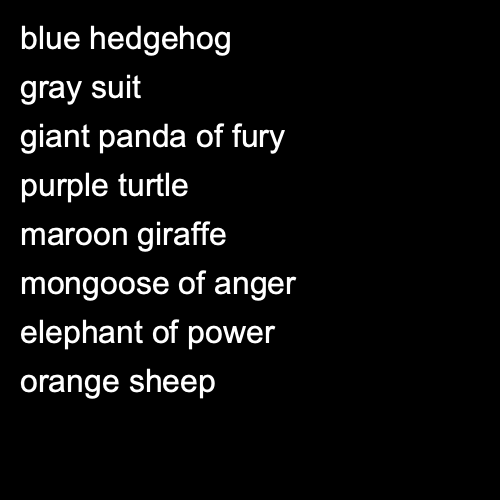 blue hedgehog
gray suit
giant panda of fury
purple turtle
maroon giraffe
mongoose of anger
elephant of power
orange sheep